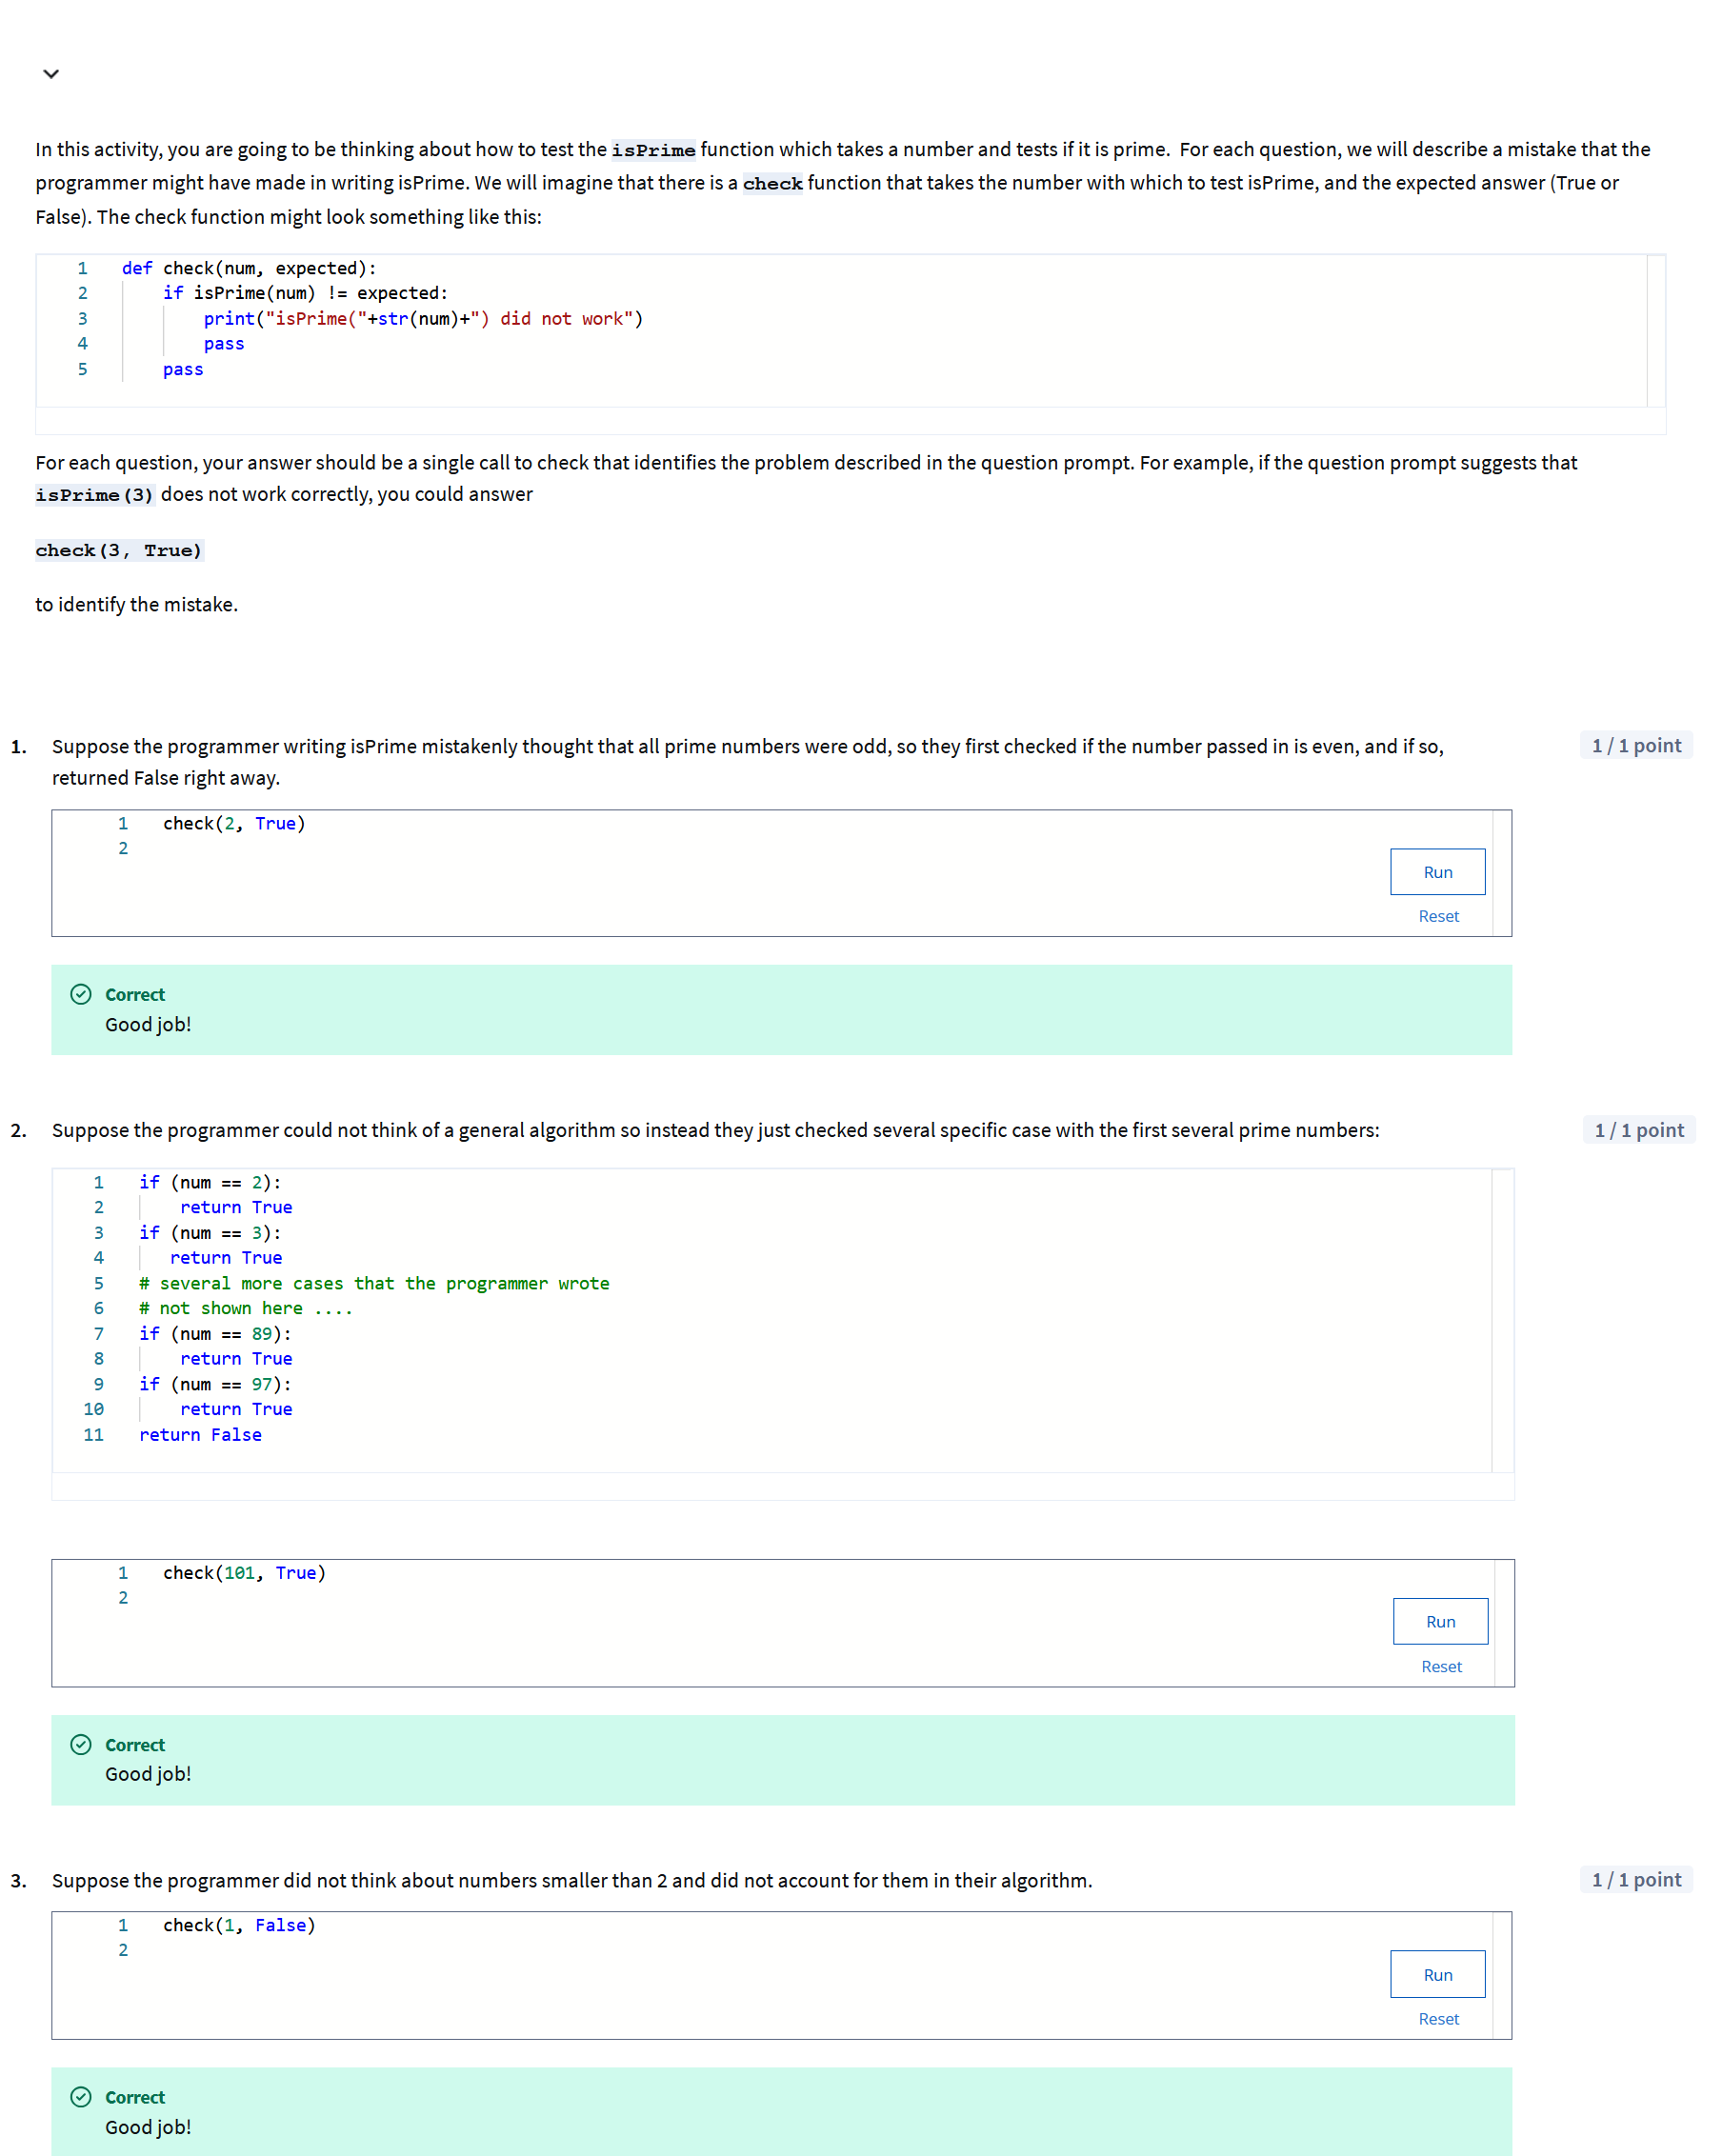 In this activity, you are going to be thinking about how to test the isPrime function which takes a number and tests if it is prime.  For each question, we will describe a mistake that the
programmer might have made in writing isPrime. We will imagine that there is a check function that takes the number with which to test isPrime, and the expected answer (True or
False). The check function might look something like this:
1 def check(num, expected):
2     if isPrime(num) != expected:
3         print("isPrime("+str(num)+") did not work")
4         pass
5     pass
For each question, your answer should be a single call to check that identifies the problem described in the question prompt. For example, if the question prompt suggests that
isPrime(3) does not work correctly, you could answer
check(3, True)
to identify the mistake.
1. Suppose the programmer writing isPrime mistakenly thought that all prime numbers were odd, so they first checked if the number passed in is even, and if so, 1 / 1 point
returned False right away.
1 check(2, True)
2
Run
Reset
Correct
Good job!
2. Suppose the programmer could not think of a general algorithm so instead they just checked several specific case with the first several prime numbers: 1 / 1 point
1 if (num == 2):
2     return True
3 if (num == 3):
4    return True
5 # several more cases that the programmer wrote
6 # not shown here ....
7 if (num == 89):
8     return True
9 if (num == 97):
10     return True
11 return False
1 check(101, True)
2
Run
Reset
Correct
Good job!
3. Suppose the programmer did not think about numbers smaller than 2 and did not account for them in their algorithm. 1 / 1 point
1 check(1, False)
2
Run
Reset
Correct
Good job!